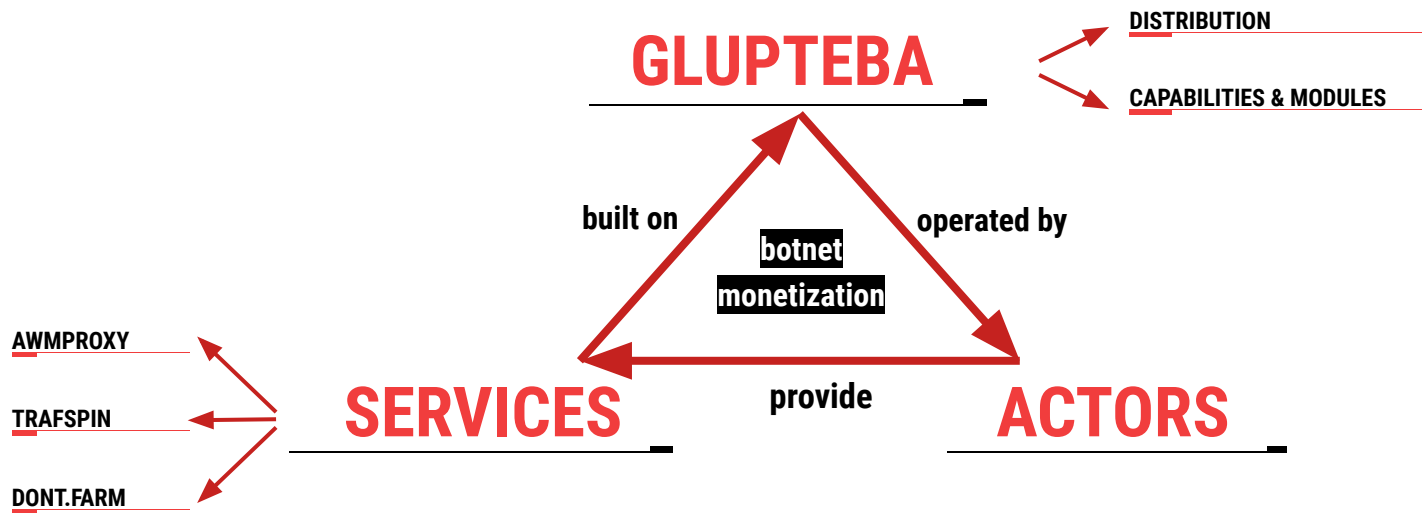 DISTRIBUTION
GLUPTEBA
CAPABILITIES & MODULES
built on
operated by
botnet
monetization
AWMPROXY
provide
SERVICES
ACTORS
TRAFSPIN
DONT.FARM